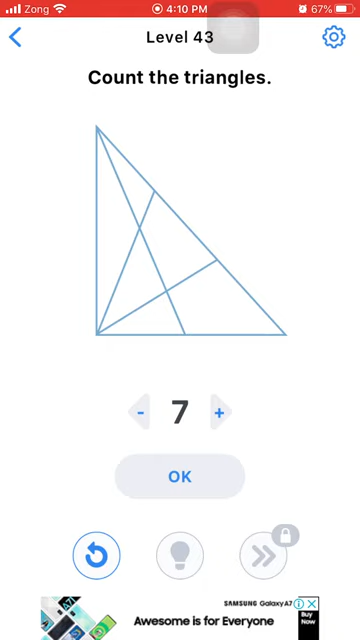 Zong 4:10 PM 67%
Level 43
Count the triangles.
- 7 +
OK
SAMSUNG Galaxy A7
Awesome is for Everyone
Buy Now